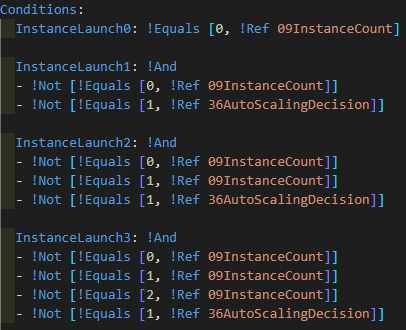 Conditions:
InstanceLaunch0: !Equals [0, !Ref 09InstanceCount]
InstanceLaunch1: !And
- !Not [!Equals [0, !Ref 09InstanceCount]]
- !Not [!Equals [1, !Ref 36AutoScalingDecision]]
InstanceLaunch2: !And
- !Not [!Equals [0, !Ref 09InstanceCount]]
- !Not [!Equals [1, !Ref 09InstanceCount]]
- !Not [!Equals [1, !Ref 36AutoScalingDecision]]
InstanceLaunch3: !And
- !Not [!Equals [0, !Ref 09InstanceCount]]
- !Not [!Equals [1, !Ref 09InstanceCount]]
- !Not [!Equals [2, !Ref 09InstanceCount]]
- !Not [!Equals [1, !Ref 36AutoScalingDecision]]